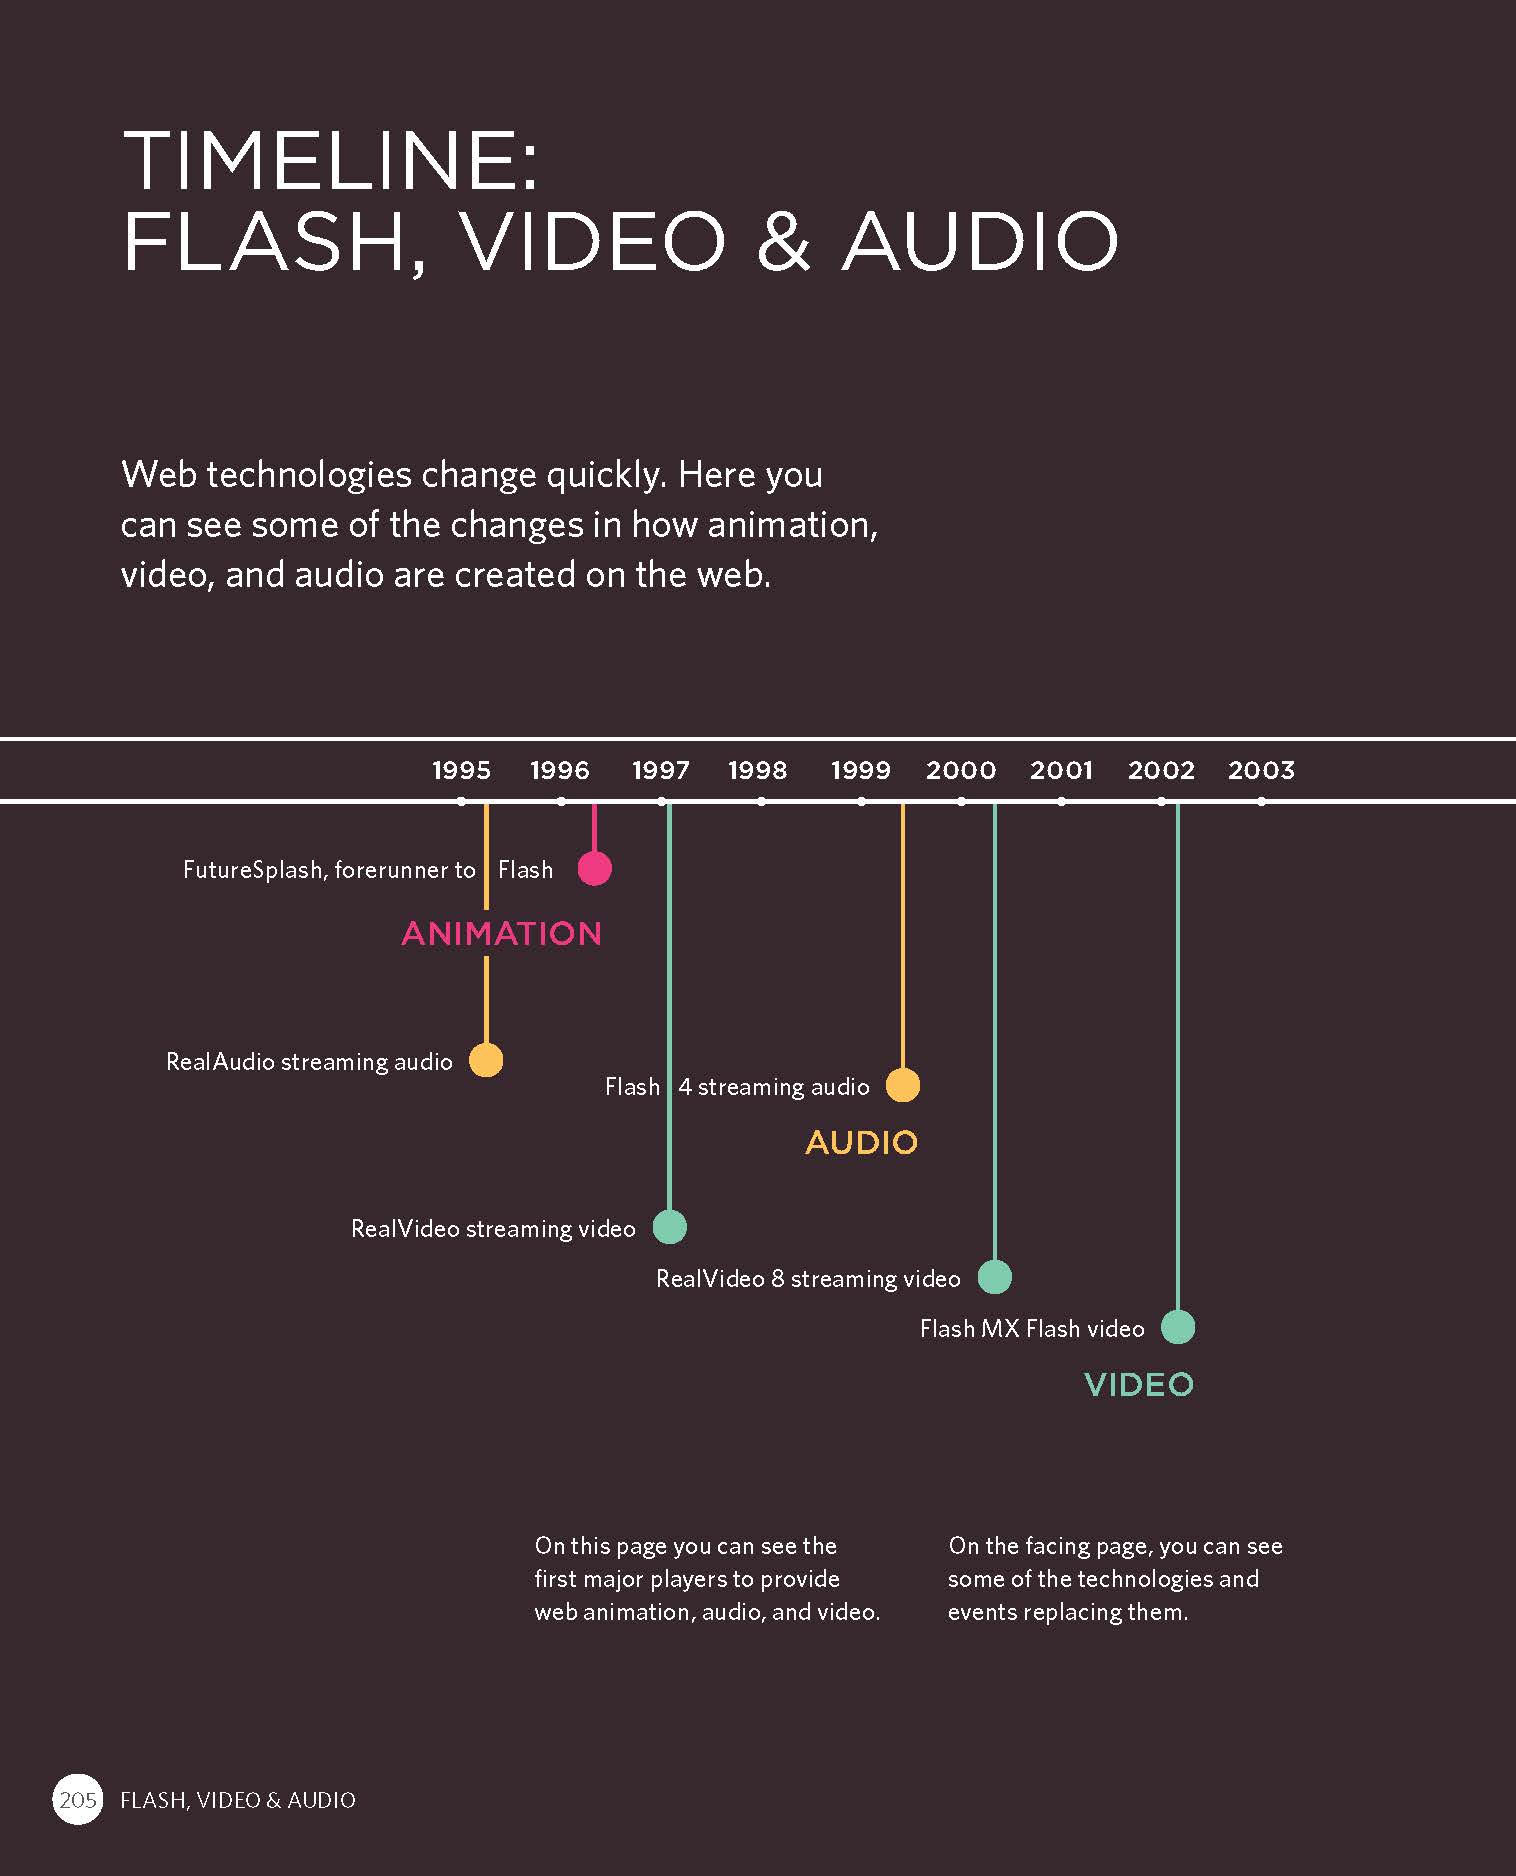 TIMELINE:
FLASH, VIDEO & AUDIO
Web technologies change quickly. Here you
can see some of the changes in how animation,
video, and audio are created on the web.
1995 1996 1997 1998 1999 2000 2001 2002 2003
FutureSplash, forerunner to Flash
ANIMATION
RealAudio streaming audio
Flash 4 streaming audio
AUDIO
RealVideo streaming video
RealVideo 8 streaming video
Flash MX Flash video
VIDEO
On this page you can see the
first major players to provide
web animation, audio, and video.
On the facing page, you can see
some of the technologies and
events replacing them.
205 FLASH, VIDEO & AUDIO